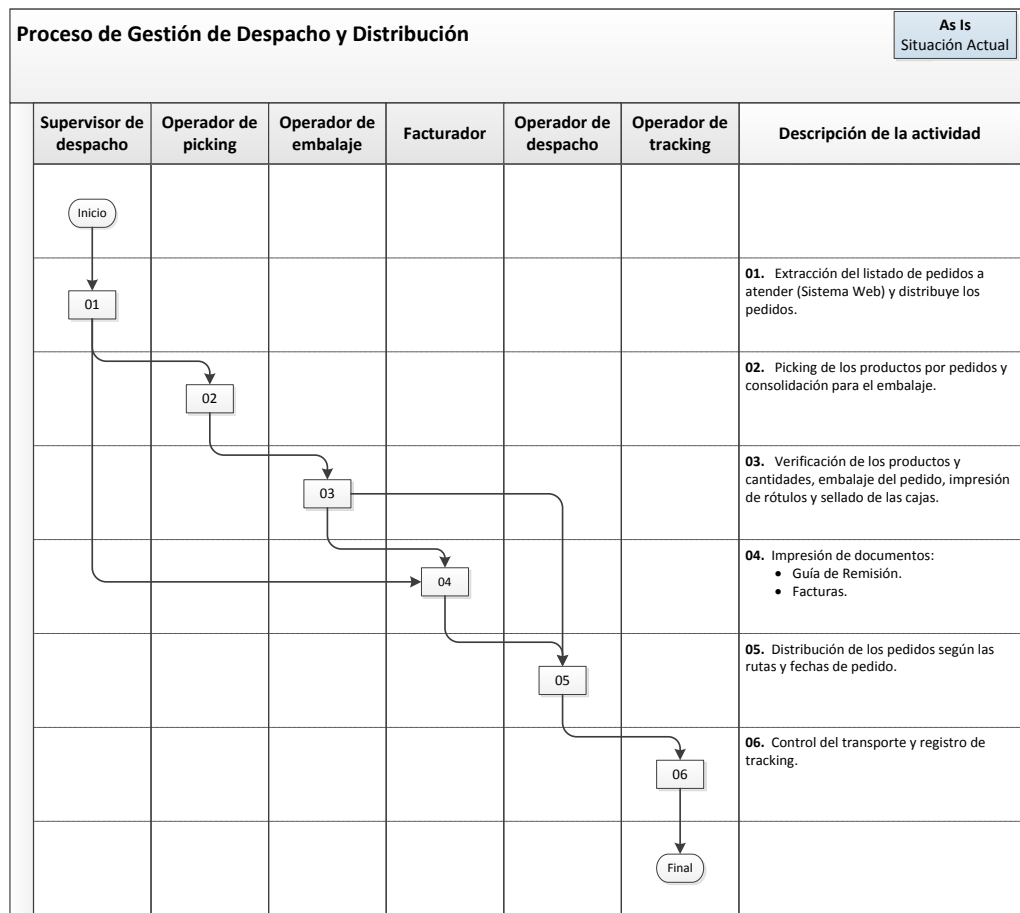 Proceso de Gestión de Despacho y Distribución
As Is
Situación Actual
Supervisor de
despacho
Operador de
picking
Operador de
embalaje
Facturador
Operador de
despacho
Operador de
tracking
Descripción de la actividad
Inicio
01
01. Extracción del listado de pedidos a
atender (Sistema Web) y distribuye los
pedidos.
02
02. Picking de los productos por pedidos y
consolidación para el embalaje.
03
03. Verificación de los productos y
cantidades, embalaje del pedido, impresión
de rótulos y sellado de las cajas.
04
04. Impresión de documentos:
• Guía de Remisión.
• Facturas.
05
05. Distribución de los pedidos según las
rutas y fechas de pedido.
06
06. Control del transporte y registro de
tracking.
Final